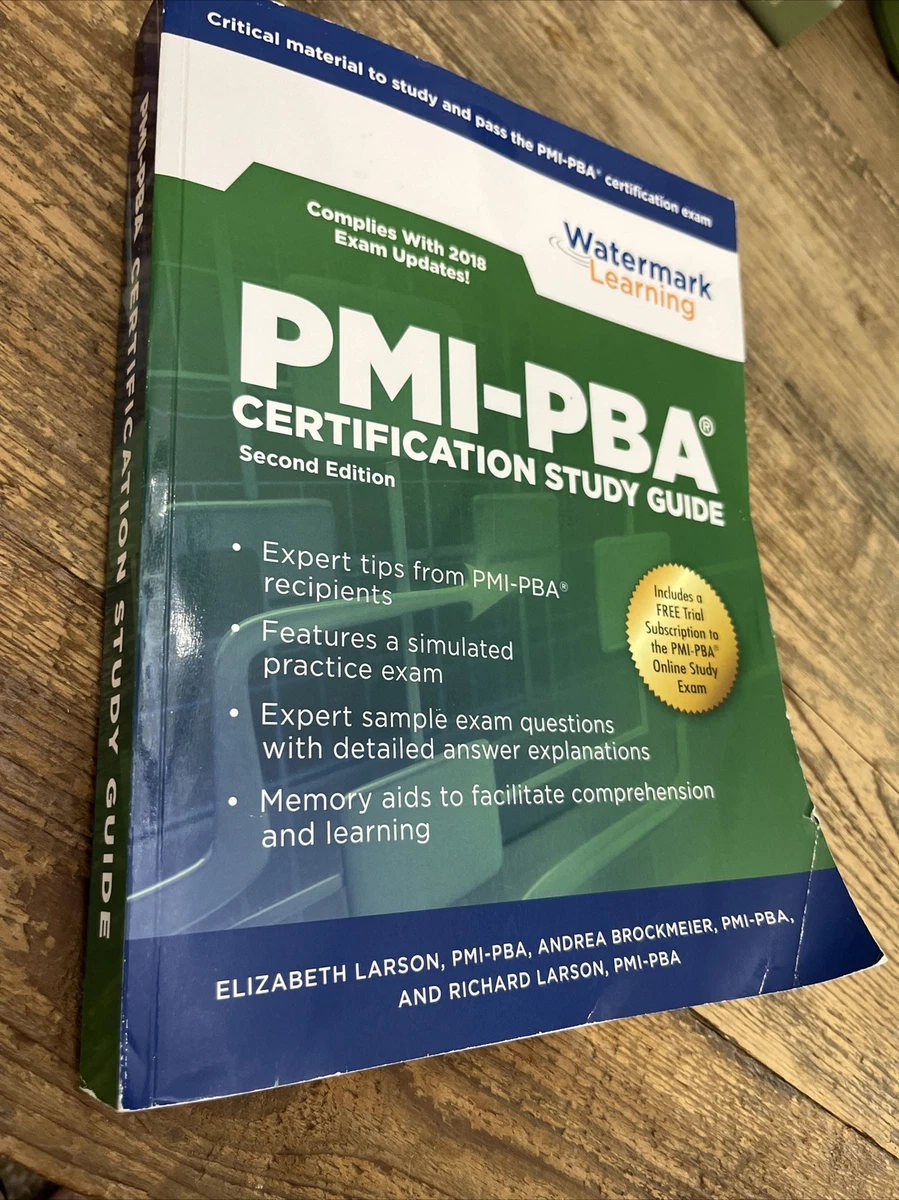 Critical material to study and pass the PMI-PBA® certification exam
Watermark
Learning
Complies With 2018
Exam Updates!
PMI-PBA®
CERTIFICATION STUDY GUIDE
Second Edition
• Expert tips from PMI-PBA®
recipients
• Features a simulated
practice exam
• Expert sample exam questions
with detailed answer explanations
• Memory aids to facilitate comprehension
and learning
Includes a
FREE Trial
Subscription to
the PMI-PBA®
Online Study
Exam
ELIZABETH LARSON, PMI-PBA, ANDREA BROCKMEIER, PMI-PBA,
AND RICHARD LARSON, PMI-PBA
PMI-PBA CERTIFICATION STUDY GUIDE